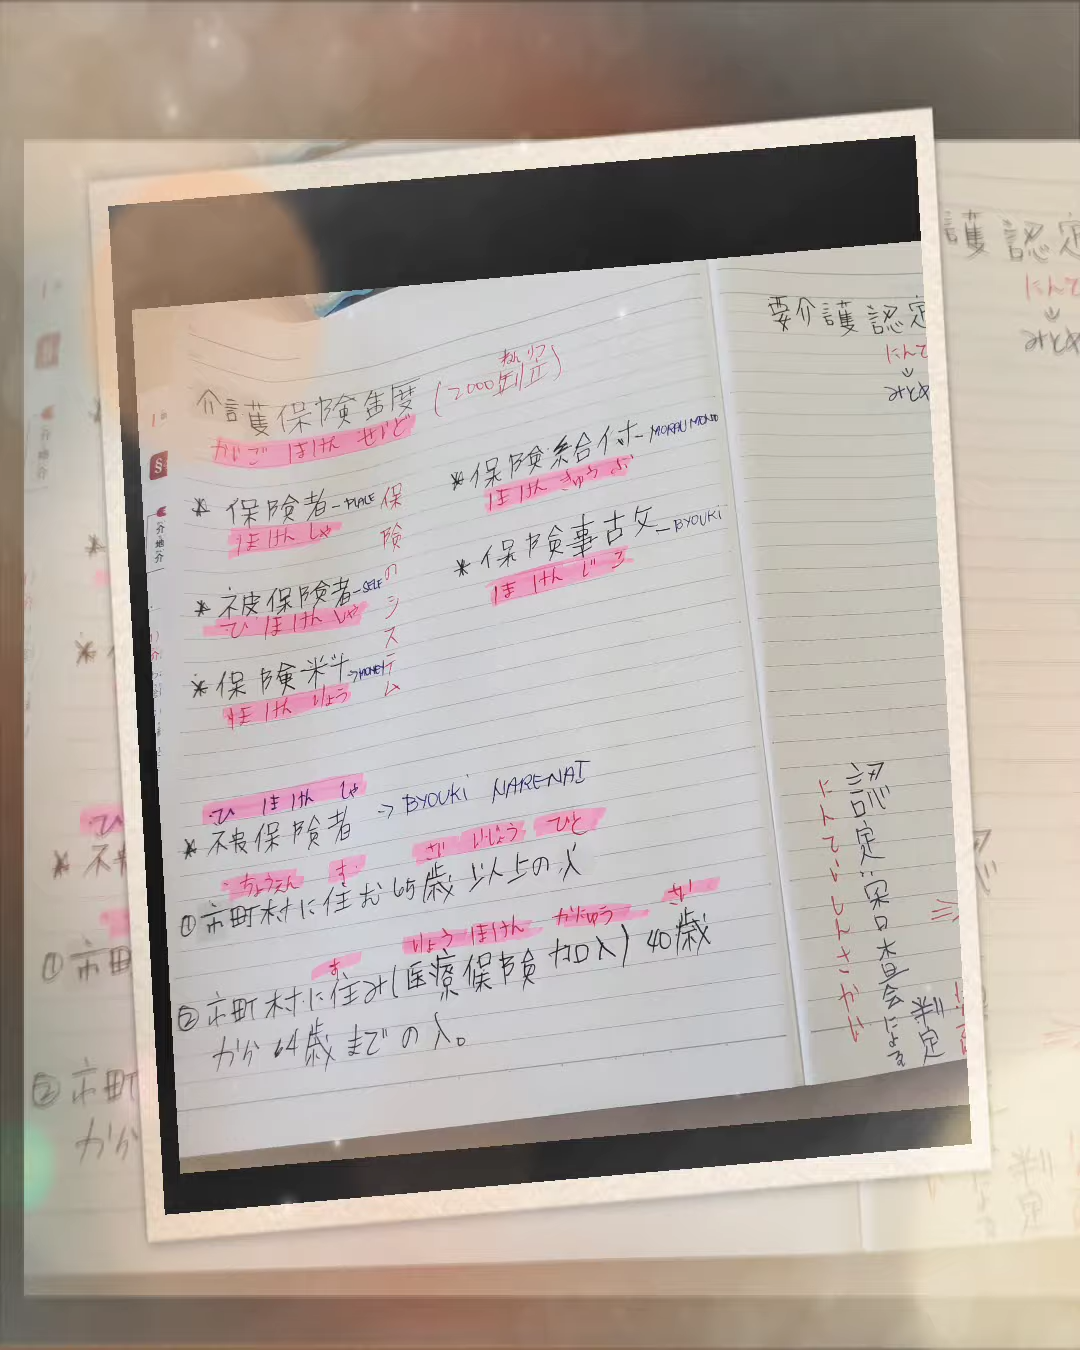 介護保険制度(2000年創立)
ねんりつ
かいご ほけん せいど
* 保険者-PLACE
ほけんしゃ
* 被保険者-SELF
ひ ほけん しゃ
* 保険料→MONEY
ほけん りょう
保険のシステム
* 保険給付-MORAU MONO
ほけん きゅう ふ
* 保険事故-BYOUKI
ほけん じこ
ひ ほけん しゃ
* 被保険者 → BYOUKI NARENAI
ちょうそん す さい いじょう ひと
①市町村に住む65歳以上の人
す りょう ほけん かにゅう さい
②市町村に住み(医療保険加入)40歳
から64歳までの人。
要介護認定
にんて
みとめ
認定審査会による
にんていしんさかい
判定